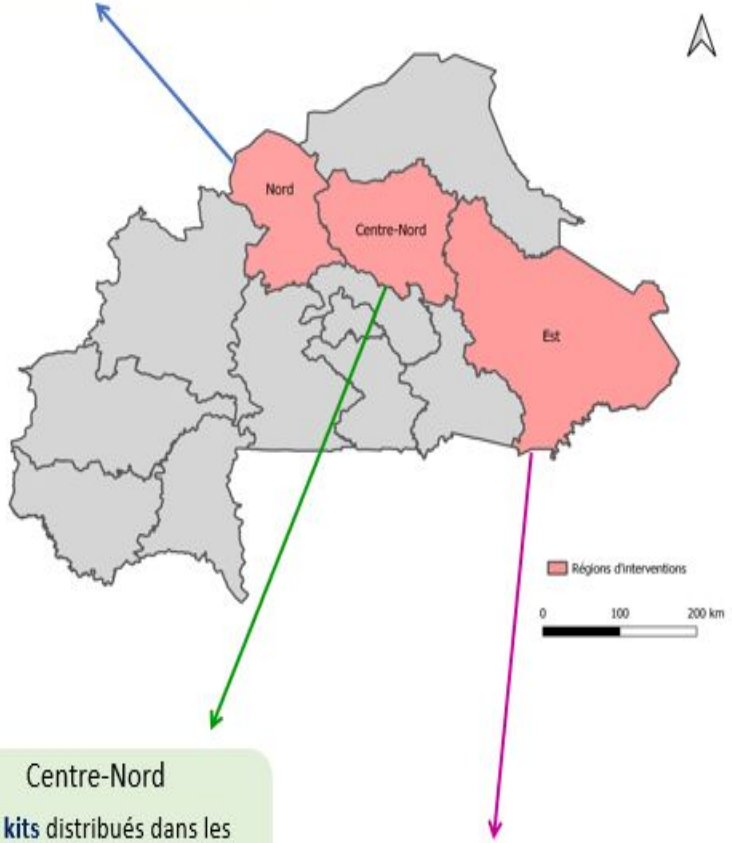 Nord
Centre-Nord
Est
Régions d'interventions
0 100 200 km
Centre-Nord
kits distribués dans les